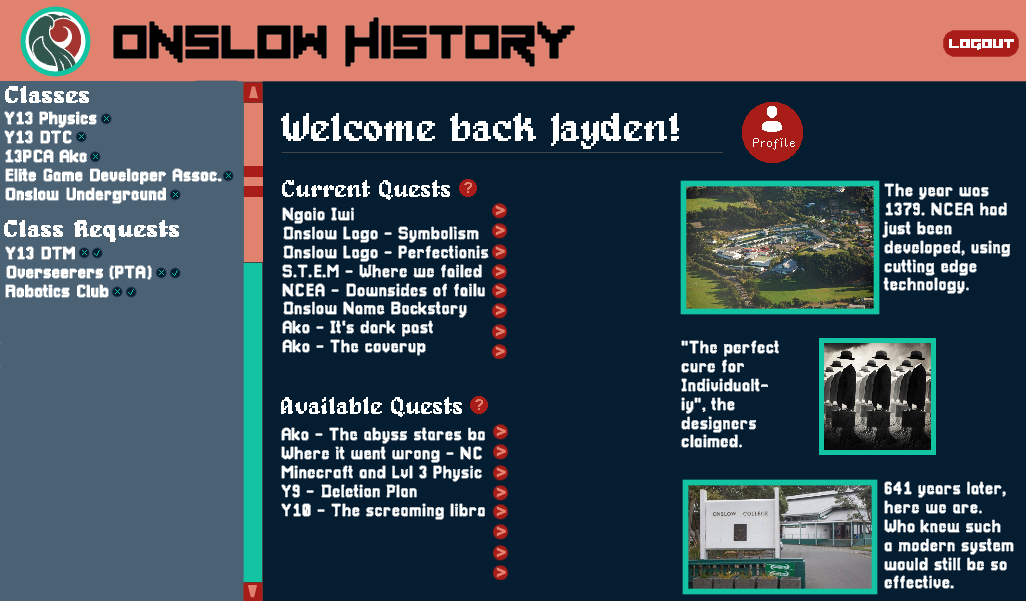 ONSLOW HISTORY
LOGOUT
Classes
Y13 Physics
Y13 DTC
13PCA Ako
Elite Game Developer Assoc.
Onslow Underground
Class Requests
Y13 DTM
Overseerers (PTA)
Robotics Club
Welcome back Jayden!
Profile
Current Quests ?
Ngaio Iwi >
Onslow Logo - Symbolism >
Onslow Logo - Perfectionis >
S.T.E.M - Where we failed >
NCEA - Downsides of failu >
Onslow Name Backstory >
Ako - It's dark past >
Ako - The coverup >
Available Quests ?
Ako - The abyss stares ba >
Where it went wrong - NC >
Minecraft and Lvl 3 Physic >
Y9 - Deletion Plan >
Y10 - The screaming libra >
>
>
>
The year was
1379. NCEA had
just been
developed, using
cutting edge
technology.
"The perfect
cure for
Individualt-
iy", the
designers
claimed.
ONSLOW COLLEGE
641 years later,
here we are.
Who knew such
a modern system
would still be so
effective.